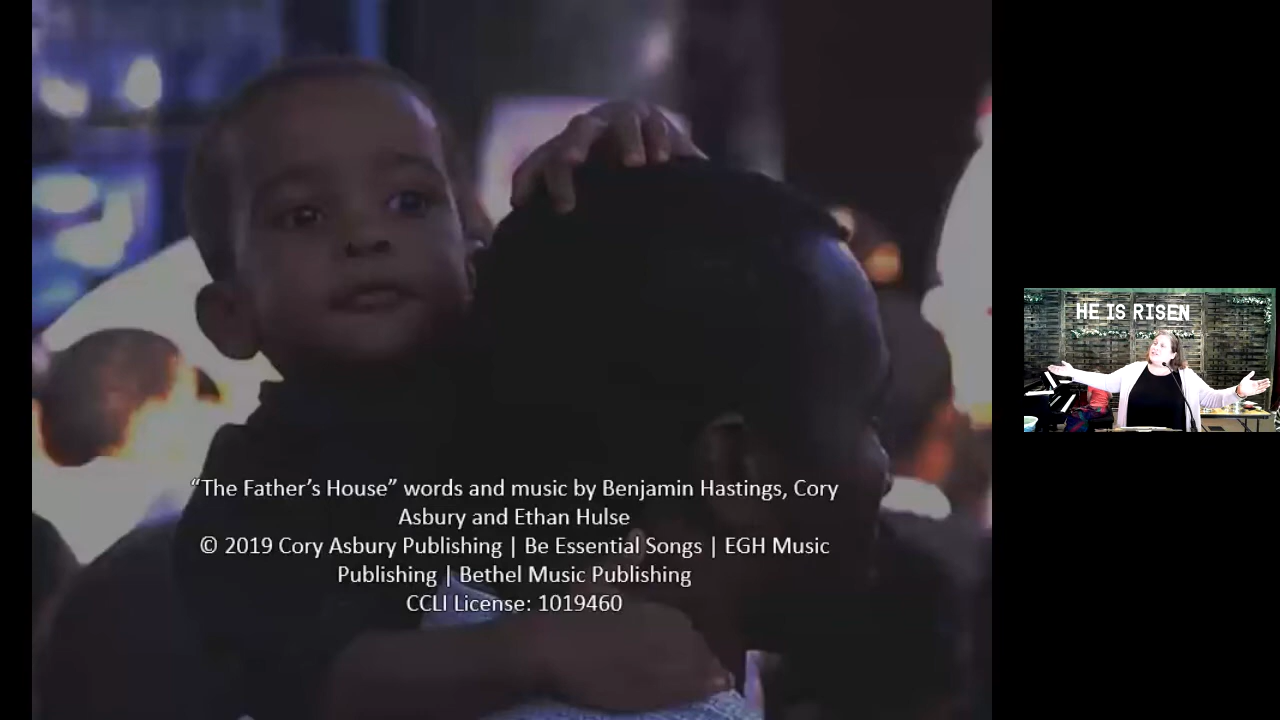 “The Father’s House” words and music by Benjamin Hastings, Cory
Asbury and Ethan Hulse
© 2019 Cory Asbury Publishing | Be Essential Songs | EGH Music
Publishing | Bethel Music Publishing
CCLI License: 1019460
HE IS RISEN